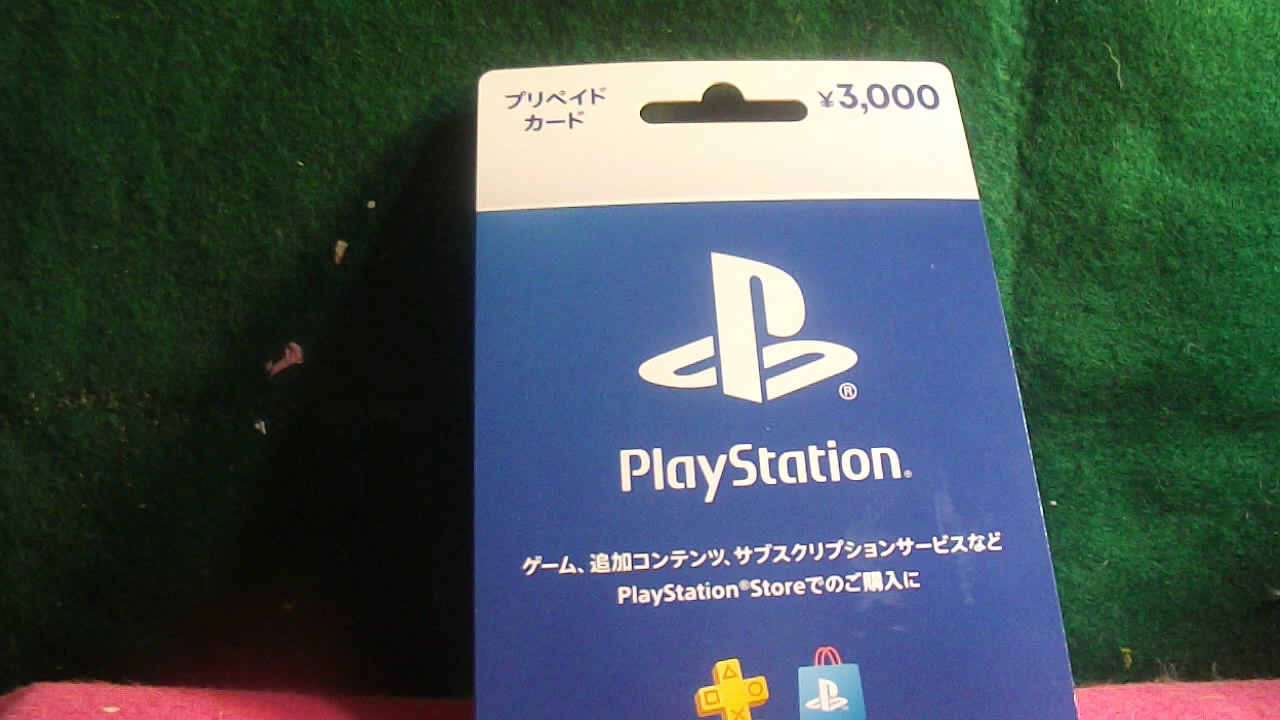 プリペイド
カード
¥3,000
PlayStation®
ゲーム、追加コンテンツ、サブスクリプションサービスなど
PlayStation®Storeでのご購入に